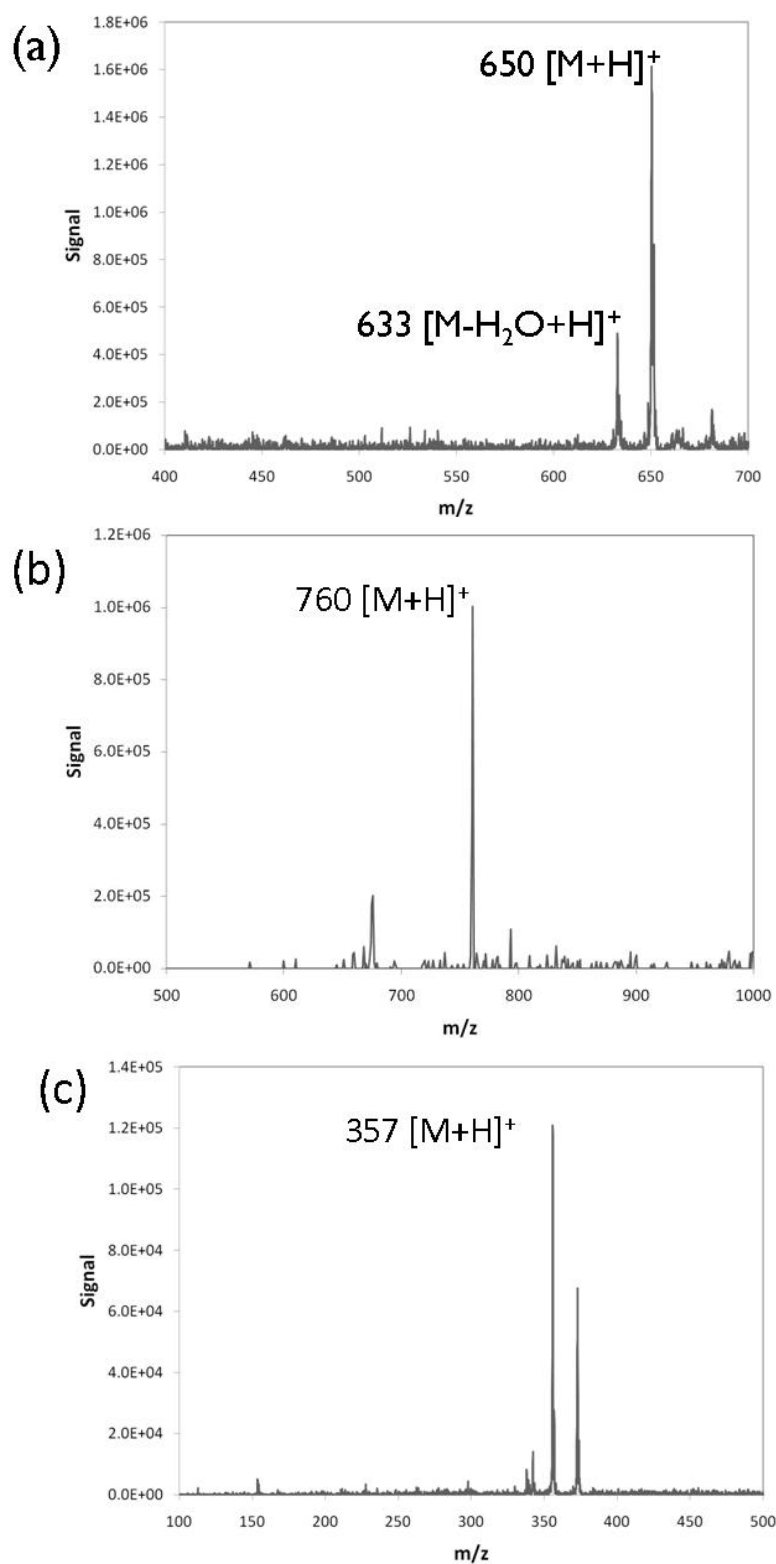 (a)
1.8E+06
650 [M+H]⁺
1.6E+06
1.4E+06
1.2E+06
1.0E+06
Signal
8.0E+05
6.0E+05
633 [M-H₂O+H]⁺
4.0E+05
2.0E+05
0.0E+00
400 450 500 550 600 650 700
m/z
(b)
1.2E+06
760 [M+H]⁺
1.0E+06
8.0E+05
Signal
6.0E+05
4.0E+05
2.0E+05
0.0E+00
500 600 700 800 900 1000
m/z
(c)
1.4E+05
357 [M+H]⁺
1.2E+05
1.0E+05
8.0E+04
Signal
6.0E+04
4.0E+04
2.0E+04
0.0E+00
100 150 200 250 300 350 400 450 500
m/z